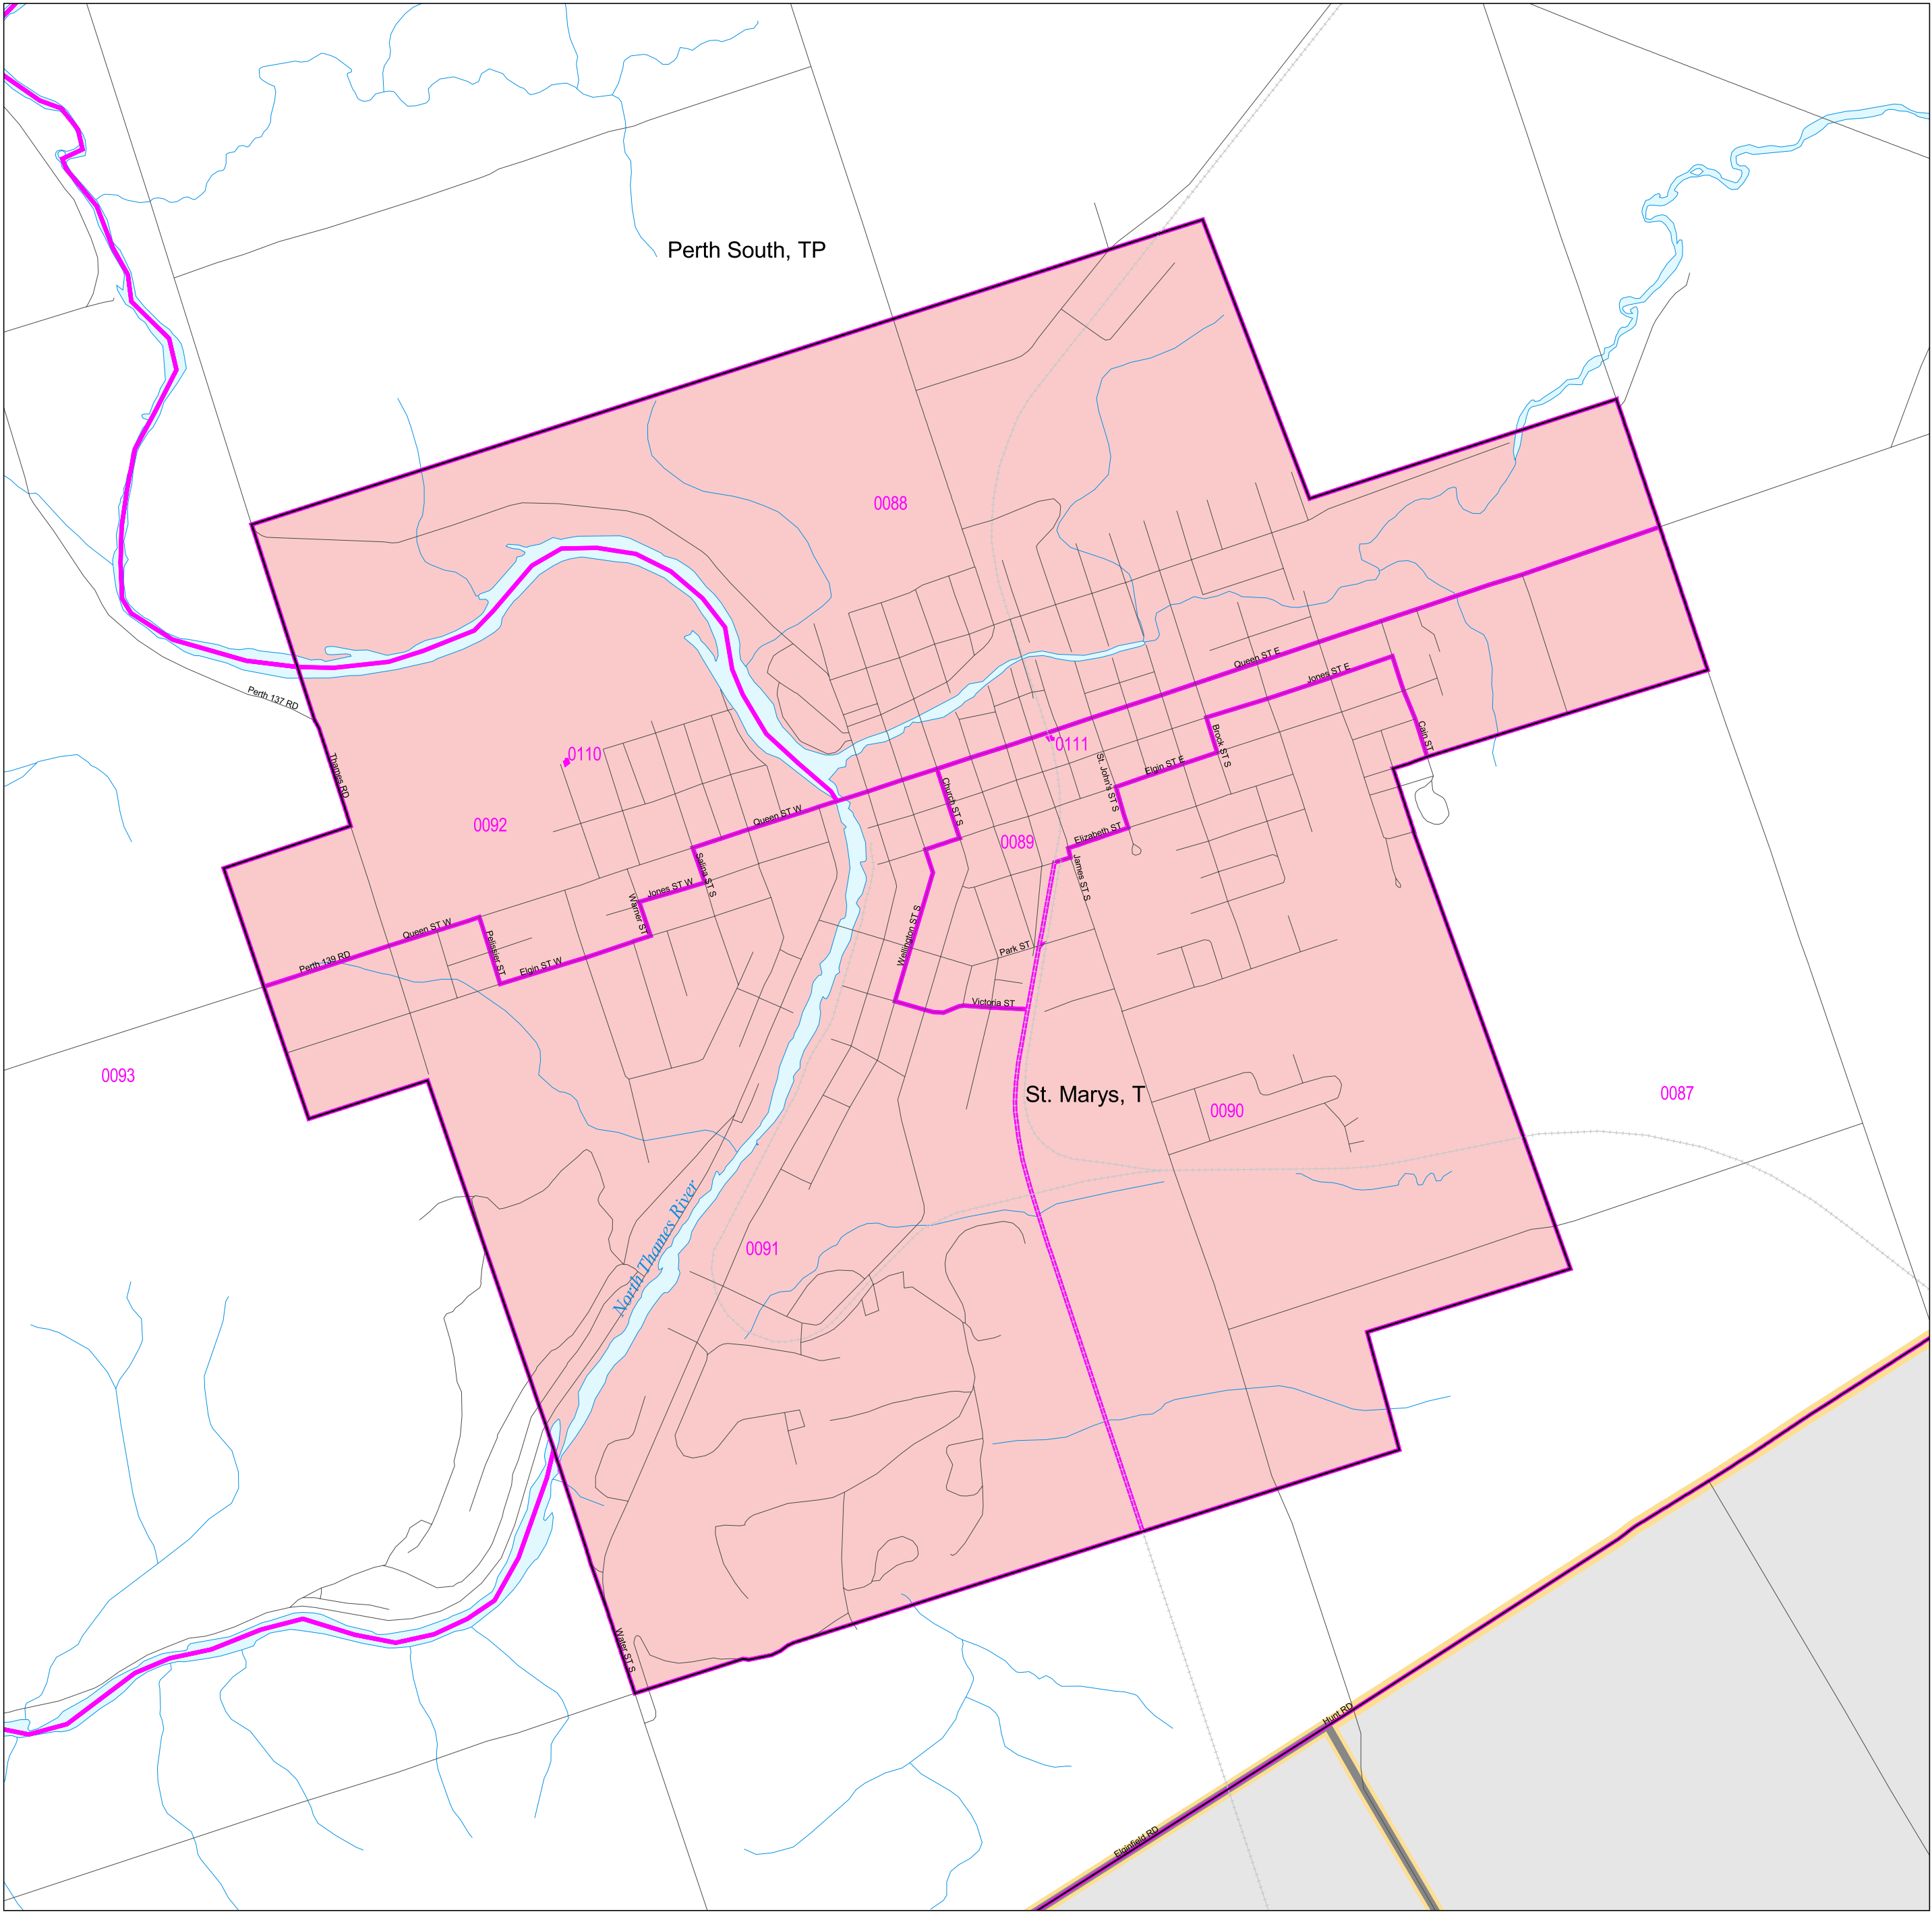 Perth South, TP
0088
Queen ST E
Jones ST E
Perth 137 RD
0110
Thames RD
0111
Cain ST
Brock ST S
St. John's ST S
Elgin ST E
Church ST S
Queen ST W
0092
Elizabeth ST
0089
James ST S
Salina ST S
Jones ST W
Warner ST
Queen ST W
Pelissier ST
Wellington ST S
Park ST
Perth 139 RD
Elgin ST W
Victoria ST
0093
St. Marys, T
0090
0087
North Thames River
0091
Water ST S
Hunt RD
Elginfield RD